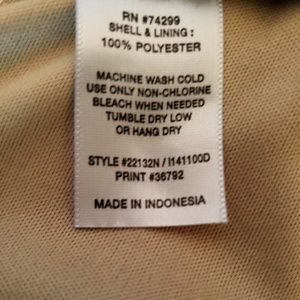 RN #74299
SHELL & LINING :
100% POLYESTER
MACHINE WASH COLD
USE ONLY NON-CHLORINE
BLEACH WHEN NEEDED
TUMBLE DRY LOW
OR HANG DRY
STYLE #22132N / I141100D
PRINT #36792
MADE IN INDONESIA